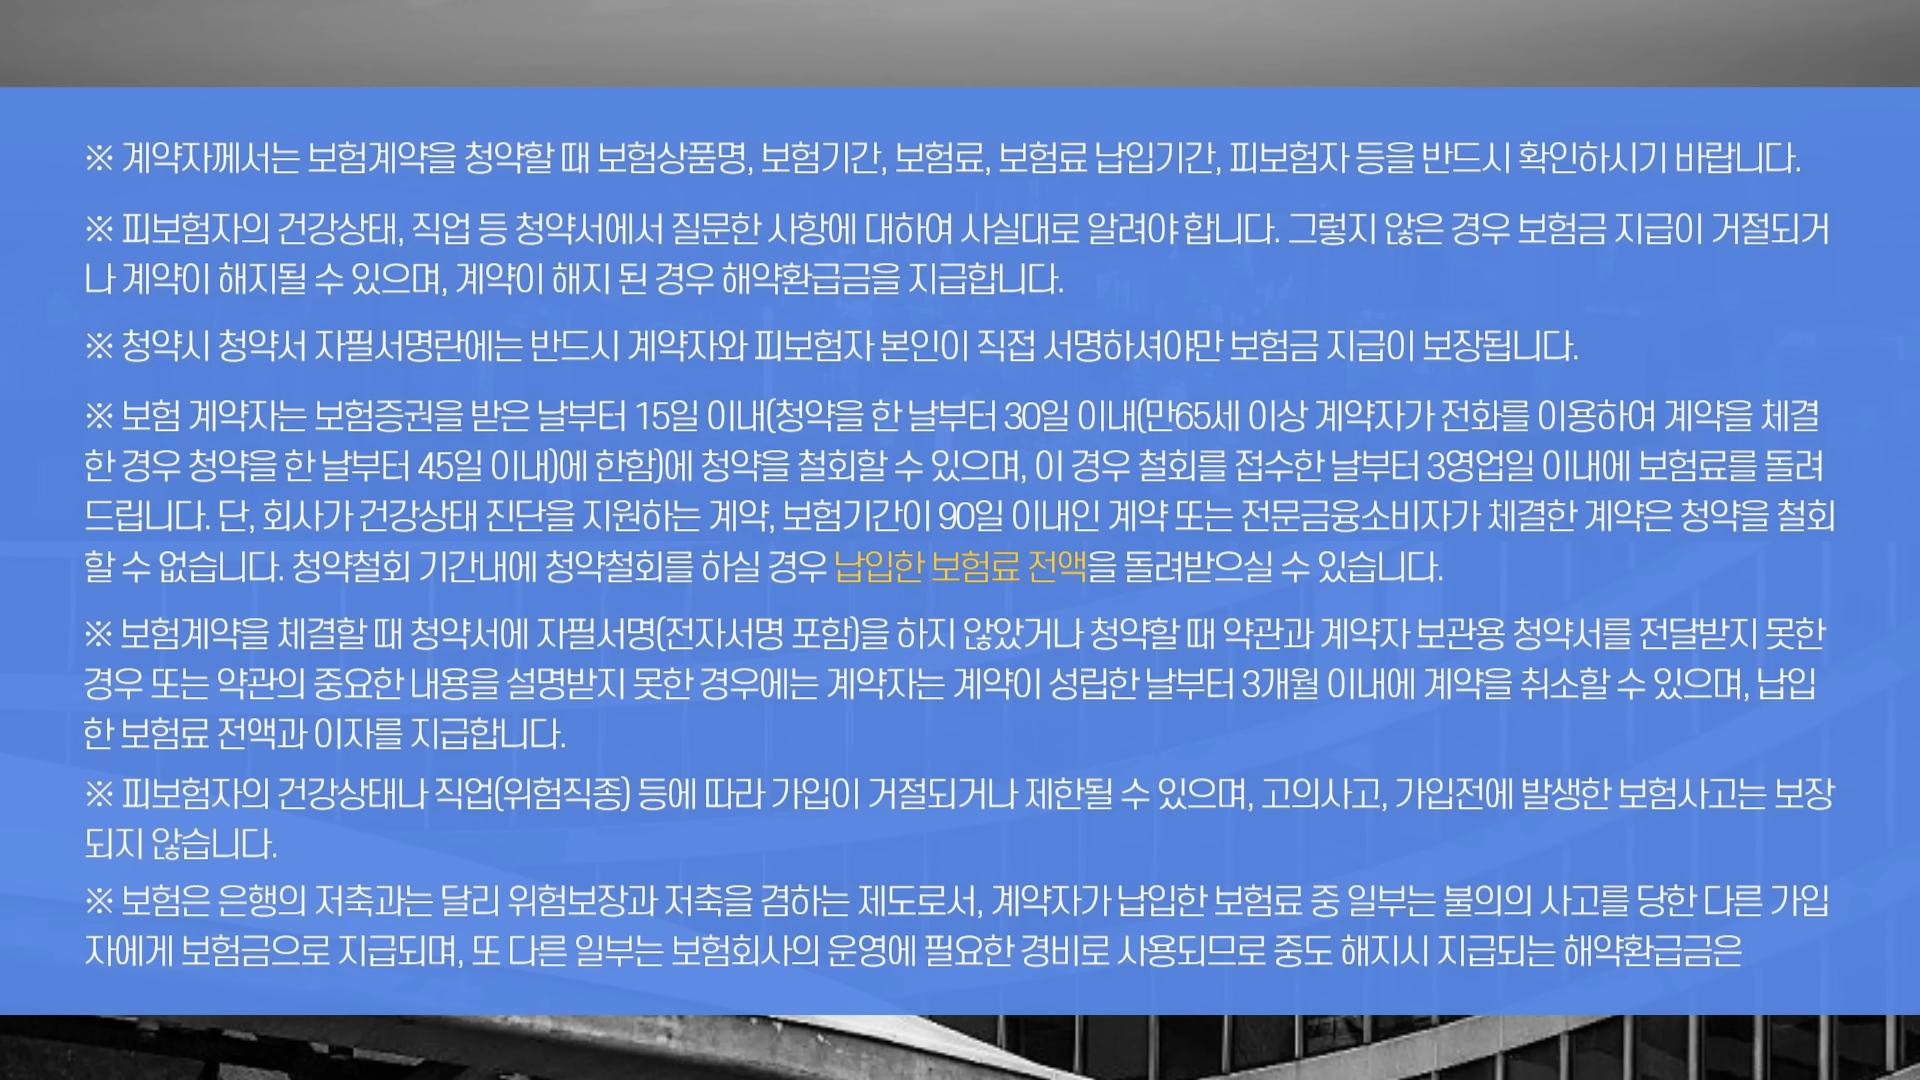 ※ 계약자께서는 보험계약을 청약할 때 보험상품명, 보험기간, 보험료, 보험료 납입기간, 피보험자 등을 반드시 확인하시기 바랍니다.
※ 피보험자의 건강상태, 직업 등 청약서에서 질문한 사항에 대하여 사실대로 알려야 합니다. 그렇지 않은 경우 보험금 지급이 거절되거
나 계약이 해지될 수 있으며, 계약이 해지 된 경우 해약환급금을 지급합니다.
※ 청약시 청약서 자필서명란에는 반드시 계약자와 피보험자 본인이 직접 서명하셔야만 보험금 지급이 보장됩니다.
※ 보험 계약자는 보험증권을 받은 날부터 15일 이내(청약을 한 날부터 30일 이내(만65세 이상 계약자가 전화를 이용하여 계약을 체결
한 경우 청약을 한 날부터 45일 이내)에 한함)에 청약을 철회할 수 있으며, 이 경우 철회를 접수한 날부터 3영업일 이내에 보험료를 돌려
드립니다. 단, 회사가 건강상태 진단을 지원하는 계약, 보험기간이 90일 이내인 계약 또는 전문금융소비자가 체결한 계약은 청약을 철회
할 수 없습니다. 청약철회 기간내에 청약철회를 하실 경우 납입한 보험료 전액을 돌려받으실 수 있습니다.
※ 보험계약을 체결할 때 청약서에 자필서명(전자서명 포함)을 하지 않았거나 청약할 때 약관과 계약자 보관용 청약서를 전달받지 못한
경우 또는 약관의 중요한 내용을 설명받지 못한 경우에는 계약자는 계약이 성립한 날부터 3개월 이내에 계약을 취소할 수 있으며, 납입
한 보험료 전액과 이자를 지급합니다.
※ 피보험자의 건강상태나 직업(위험직종) 등에 따라 가입이 거절되거나 제한될 수 있으며, 고의사고, 가입전에 발생한 보험사고는 보장
되지 않습니다.
※ 보험은 은행의 저축과는 달리 위험보장과 저축을 겸하는 제도로서, 계약자가 납입한 보험료 중 일부는 불의의 사고를 당한 다른 가입
자에게 보험금으로 지급되며, 또 다른 일부는 보험회사의 운영에 필요한 경비로 사용되므로 중도 해지시 지급되는 해약환급금은